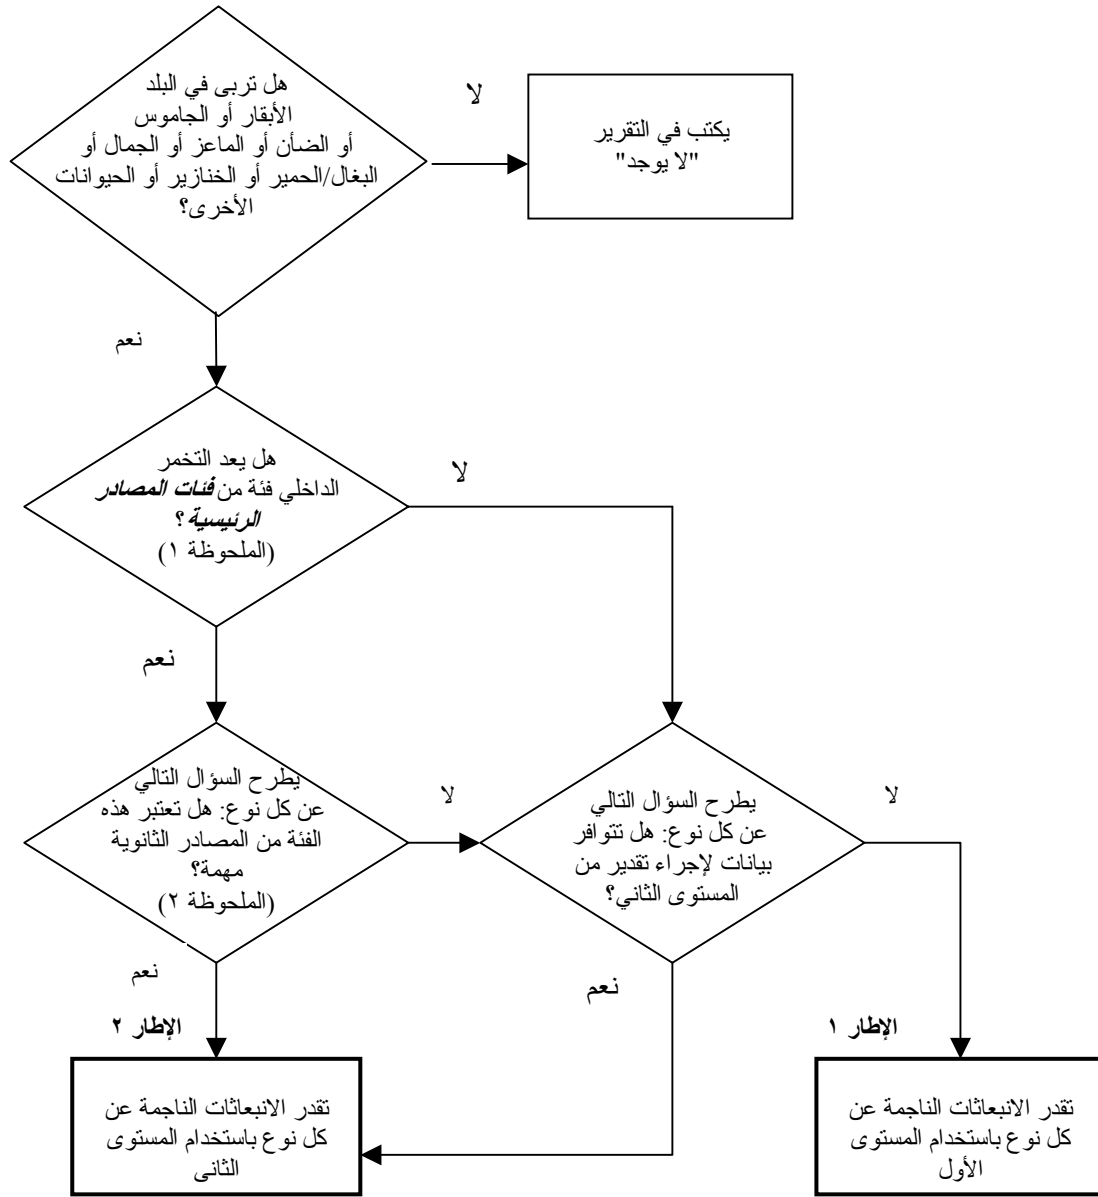 هل تربى في البلد
الأبقار أو الجاموس
أو الضأن أو الماعز أو الجمال أو
البغال/الحمير أو الخنازير أو الحيوانات
الأخرى؟
لا
يكتب في التقرير
"لا يوجد"
نعم
هل يعد التخمر
الداخلي فئة من فئات المصادر
الرئيسية؟
(الملحوظة ١)
لا
نعم
يطرح السؤال التالي
عن كل نوع: هل تعتبر هذه
الفئة من المصادر الثانوية
مهمة؟
(الملحوظة ٢)
لا
يطرح السؤال التالي
عن كل نوع: هل تتوافر
بيانات لإجراء تقدير من
المستوى الثاني؟
لا
نعم
نعم
الإطار ٢
الإطار ١
تقدر الانبعاثات الناجمة عن
كل نوع باستخدام المستوى
الثانى
تقدر الانبعاثات الناجمة عن
كل نوع باستخدام المستوى
الأول